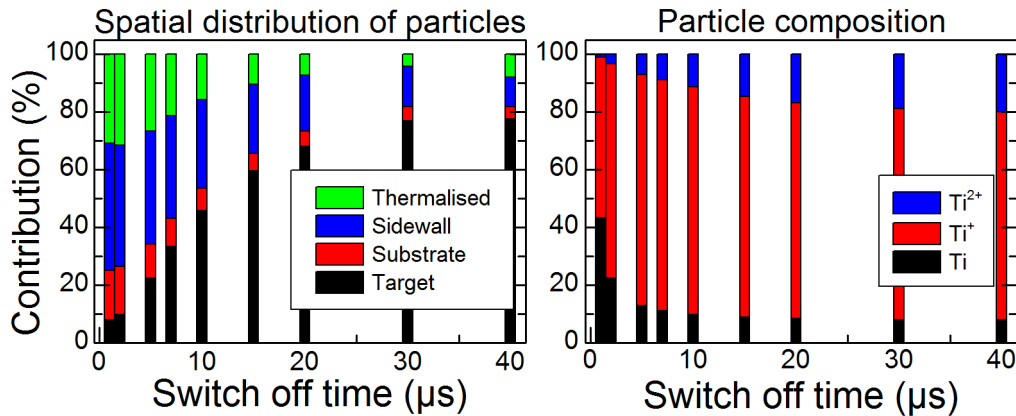 Spatial distribution of particles
Contribution (%)
100
80
60
40
20
0
Thermalised
Sidewall
Substrate
Target
0 10 20 30 40
Switch off time (μs)
Particle composition
100
80
60
40
20
0
Ti²⁺
Ti⁺
Ti
0 10 20 30 40
Switch off time (μs)